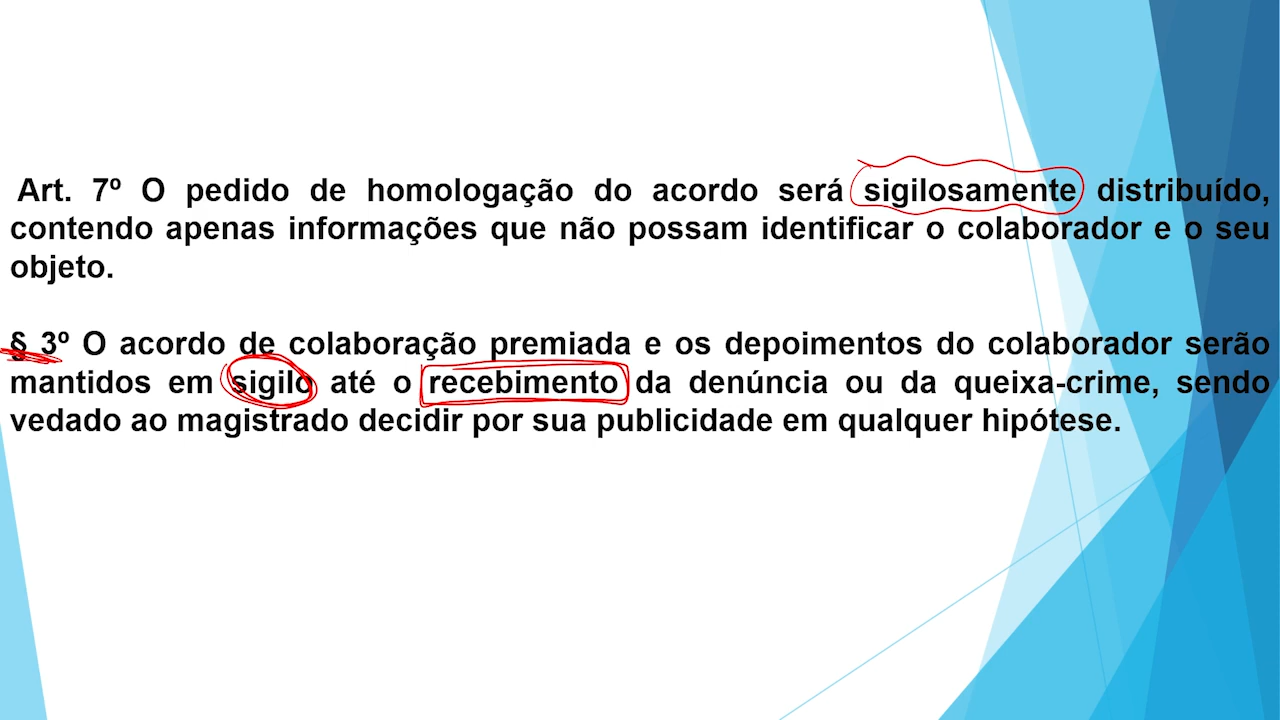 Art. 7º O pedido de homologação do acordo será sigilosamente distribuído,
contendo apenas informações que não possam identificar o colaborador e o seu
objeto.
§ 3º O acordo de colaboração premiada e os depoimentos do colaborador serão
mantidos em sigilo até o recebimento da denúncia ou da queixa-crime, sendo
vedado ao magistrado decidir por sua publicidade em qualquer hipótese.